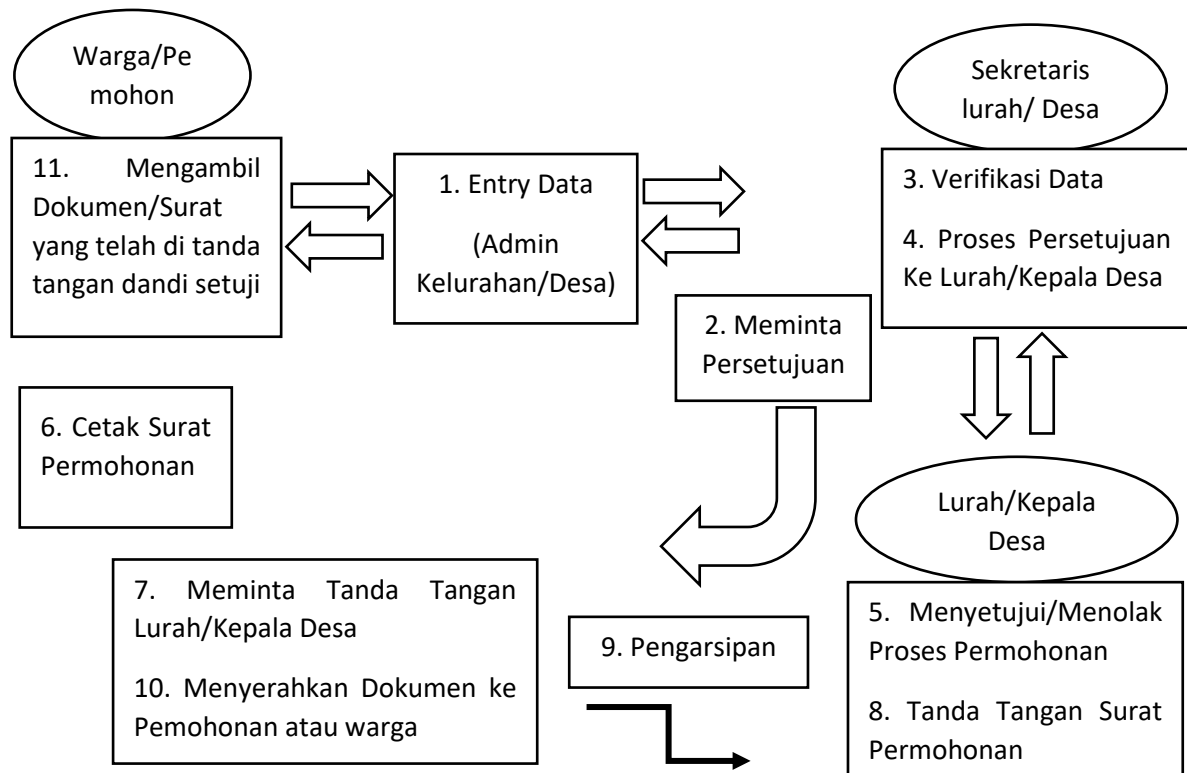 Warga/Pe
mohon
11. Mengambil
Dokumen/Surat
yang telah di tanda
tangan dandi setuji
1. Entry Data
(Admin
Kelurahan/Desa)
Sekretaris
lurah/ Desa
3. Verifikasi Data
4. Proses Persetujuan
Ke Lurah/Kepala Desa
2. Meminta
Persetujuan
6. Cetak Surat
Permohonan
Lurah/Kepala
Desa
7. Meminta Tanda Tangan
Lurah/Kepala Desa
10. Menyerahkan Dokumen ke
Pemohonan atau warga
9. Pengarsipan
5. Menyetujui/Menolak
Proses Permohonan
8. Tanda Tangan Surat
Permohonan